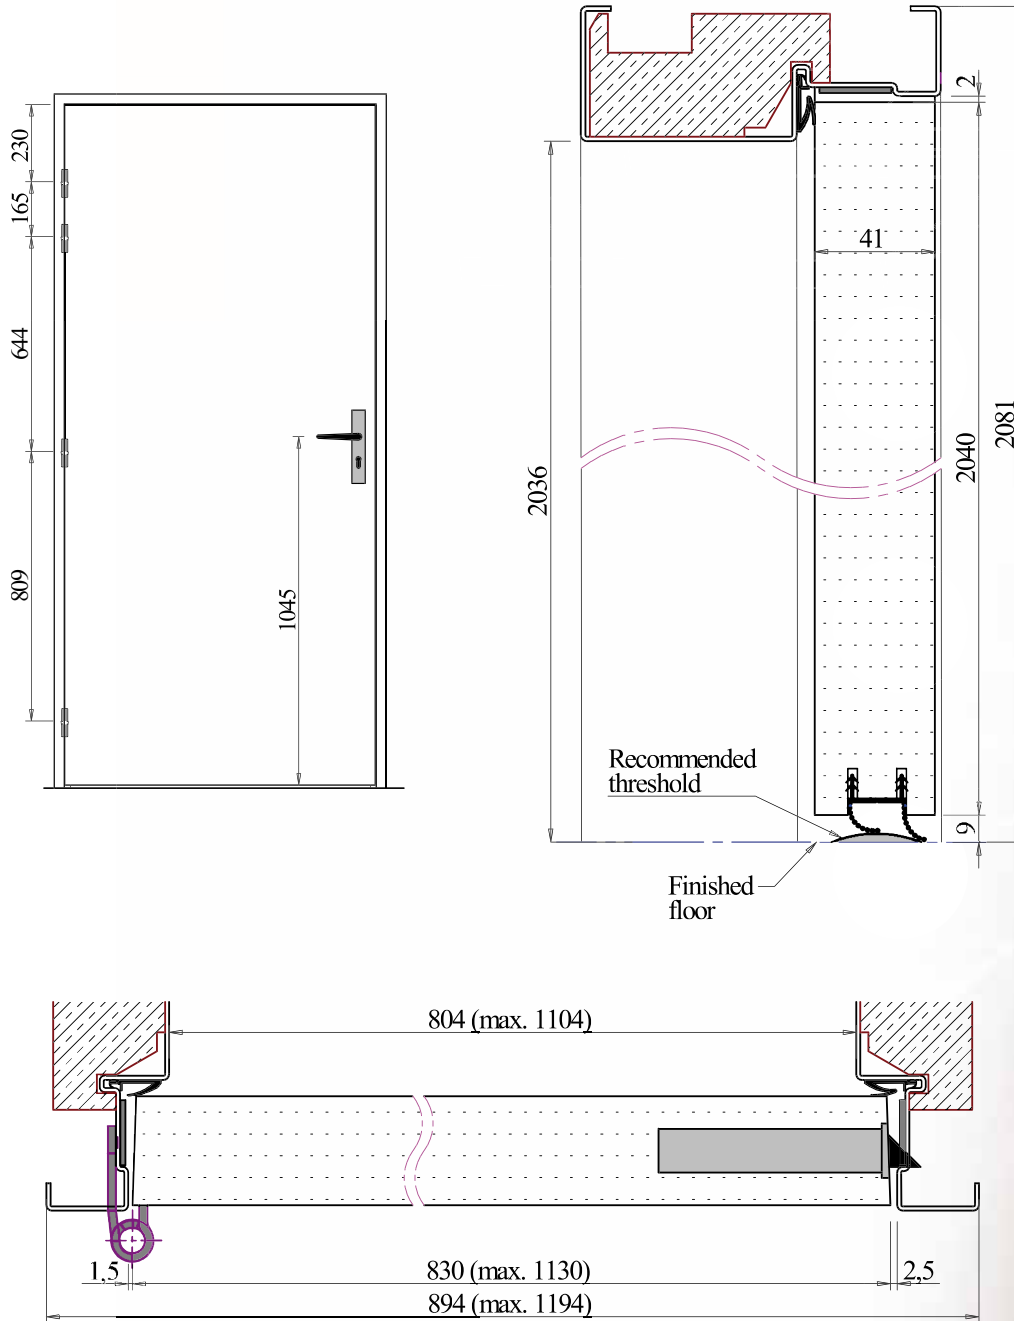 230
165
644
809
1045
2
41
2081
2040
2036
Recommended
threshold
9
Finished
floor
804 (max. 1104)
1,5
830 (max. 1130)
2,5
894 (max. 1194)